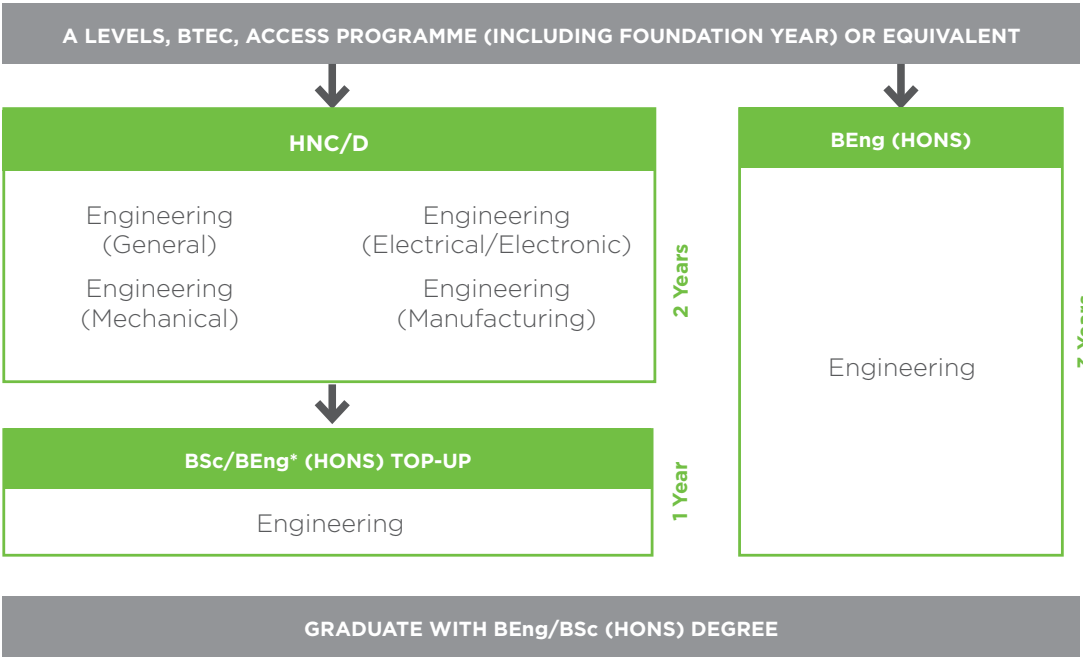 A LEVELS, BTEC, ACCESS PROGRAMME (INCLUDING FOUNDATION YEAR) OR EQUIVALENT
HNC/D
Engineering
(General)
Engineering
(Electrical/Electronic)
Engineering
(Mechanical)
Engineering
(Manufacturing)
2 Years
BSc/BEng* (HONS) TOP-UP
Engineering
1 Year
BEng (HONS)
Engineering
3 Years
GRADUATE WITH BEng/BSc (HONS) DEGREE